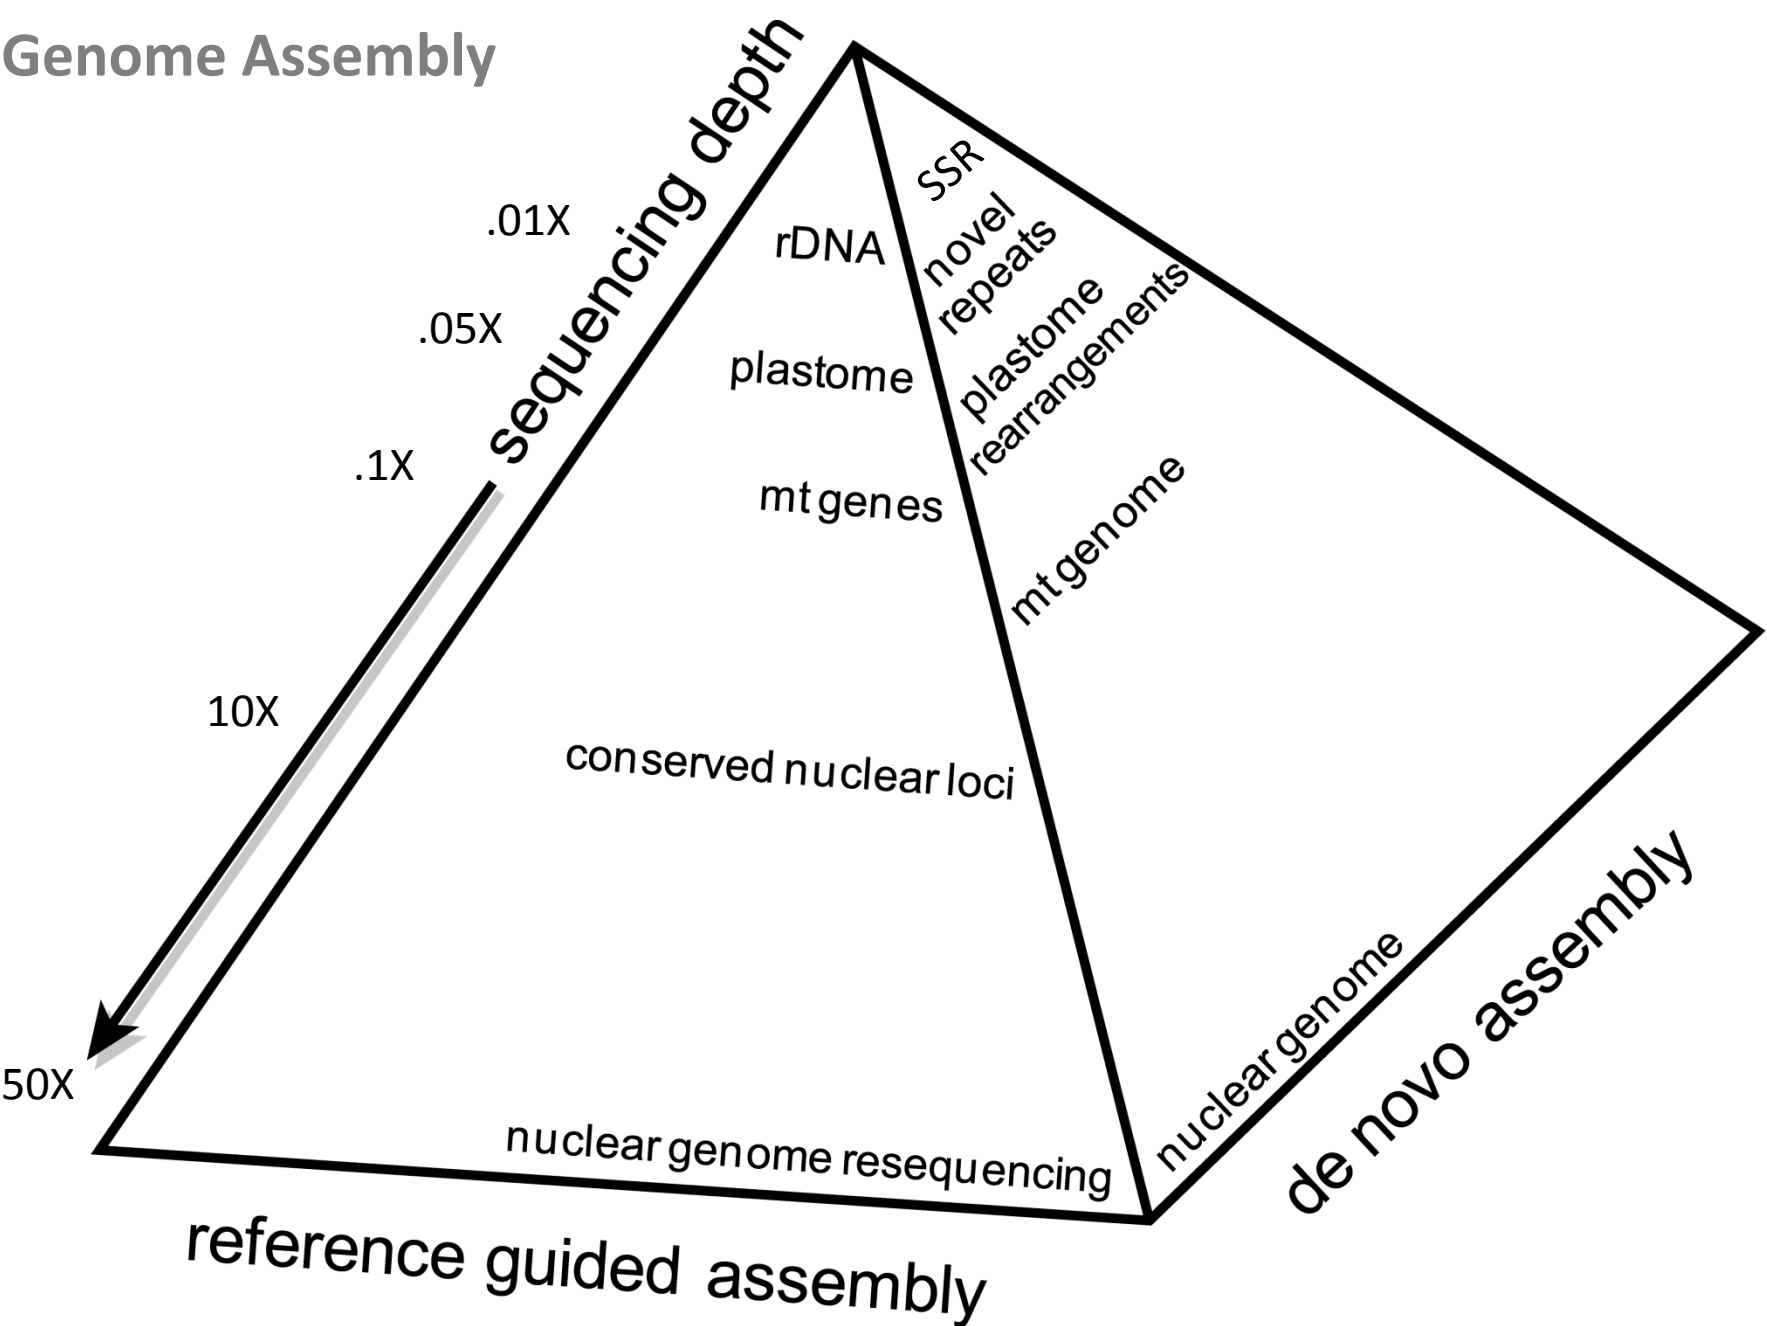 Genome Assembly
sequencing depth
.01X
.05X
.1X
10X
50X
rDNA
plastome
mt genes
conserved nuclear loci
nuclear genome resequencing
reference guided assembly
SSR
novel
repeats
plastome
rearrangements
mt genome
nuclear genome
de novo assembly